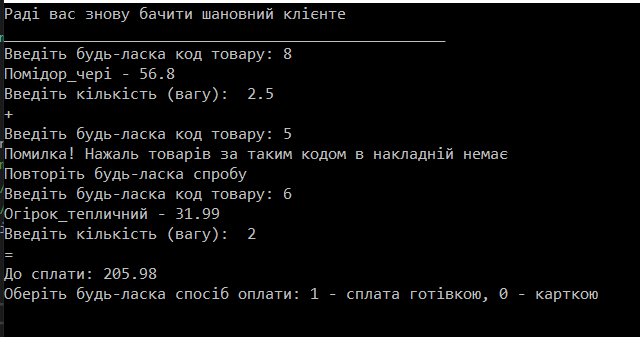 Раді вас знову бачити шановний клієнте
_________________________________________________
Введіть будь-ласка код товару: 8
Помідор_чері - 56.8
Введіть кількість (вагу):  2.5
+
Введіть будь-ласка код товару: 5
Помилка! Нажаль товарів за таким кодом в накладній немає
Повторіть будь-ласка спробу
Введіть будь-ласка код товару: 6
Огірок_тепличний - 31.99
Введіть кількість (вагу):  2
=
До сплати: 205.98
Оберіть будь-ласка спосіб оплати: 1 - сплата готівкою, 0 - карткою